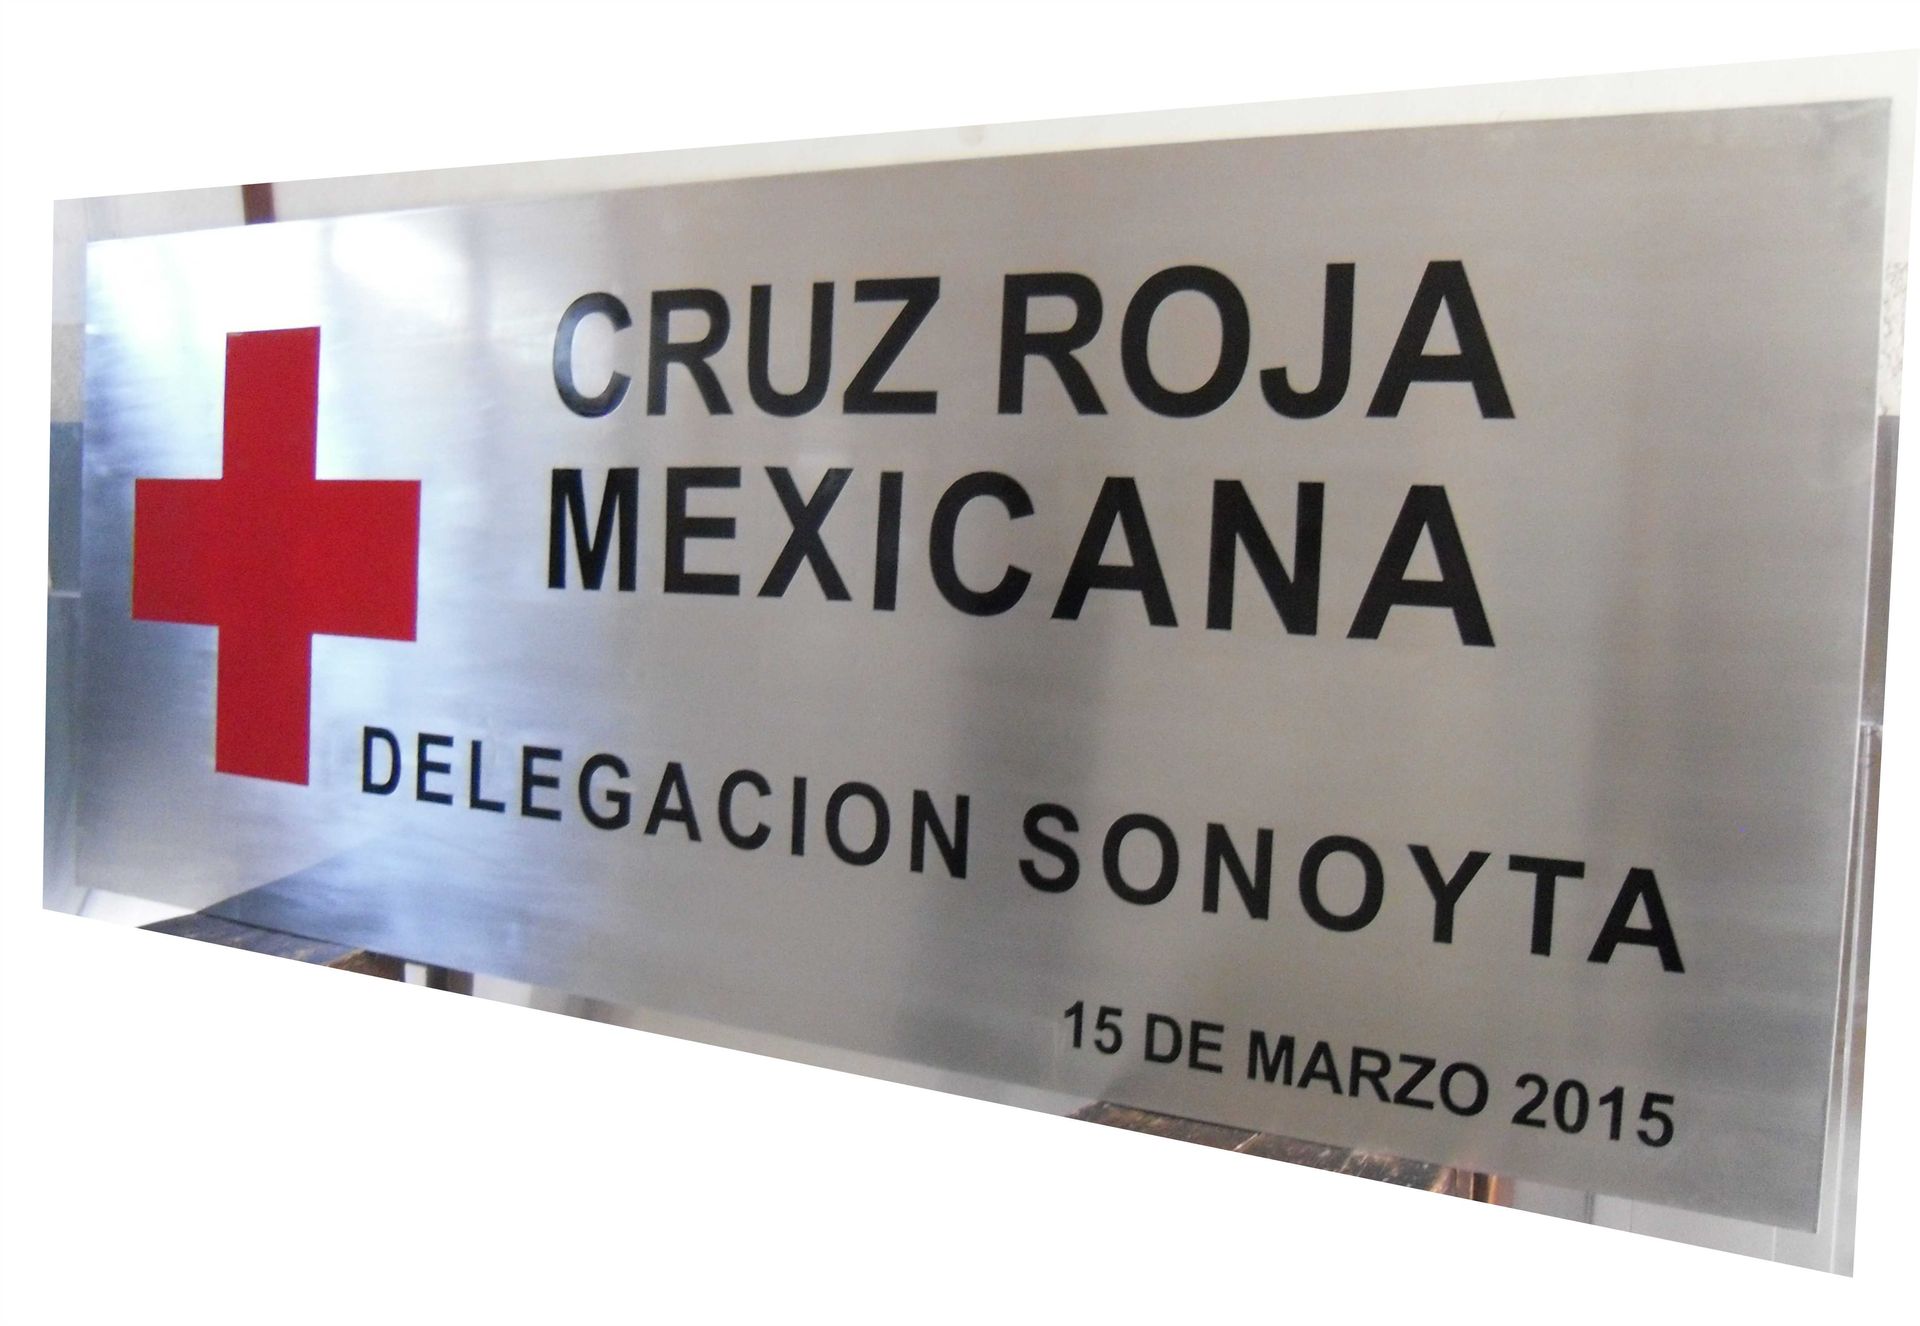 CRUZ ROJA
MEXICANA
DELEGACION SONOYTA
15 DE MARZO 2015